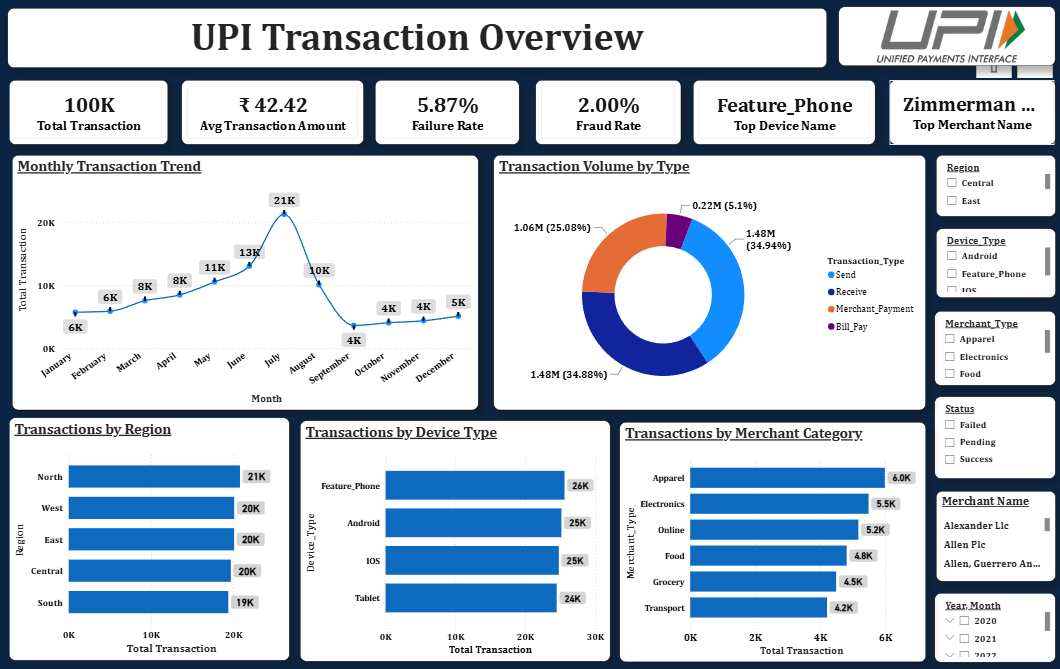 UPI Transaction Overview
UPI
UNIFIED PAYMENTS INTERFACE
100K
Total Transaction
₹ 42.42
Avg Transaction Amount
5.87%
Failure Rate
2.00%
Fraud Rate
Feature_Phone
Top Device Name
Zimmerman ...
Top Merchant Name
Monthly Transaction Trend
Total Transaction
20K
10K
0K
6K
6K
8K
8K
11K
13K
21K
10K
4K
4K
4K
5K
January
February
March
April
May
June
July
August
September
October
November
December
Month
Transaction Volume by Type
0.22M (5.1%)
1.06M (25.08%)
1.48M
(34.94%)
1.48M (34.88%)
Transaction_Type
Send
Receive
Merchant_Payment
Bill_Pay
Region
Central
East
Device_Type
Android
Feature_Phone
IOS
Merchant_Type
Apparel
Electronics
Food
Status
Failed
Pending
Success
Merchant Name
Alexander Llc
Allen Plc
Allen, Guerrero An...
Year, Month
2020
2021
2022
Transactions by Region
Region
North 21K
West 20K
East 20K
Central 20K
South 19K
0K 10K 20K
Total Transaction
Transactions by Device Type
Device_Type
Feature_Phone 26K
Android 25K
IOS 25K
Tablet 24K
0K 10K 20K 30K
Total Transaction
Transactions by Merchant Category
Merchant_Type
Apparel 6.0K
Electronics 5.5K
Online 5.2K
Food 4.8K
Grocery 4.5K
Transport 4.2K
0K 2K 4K 6K
Total Transaction